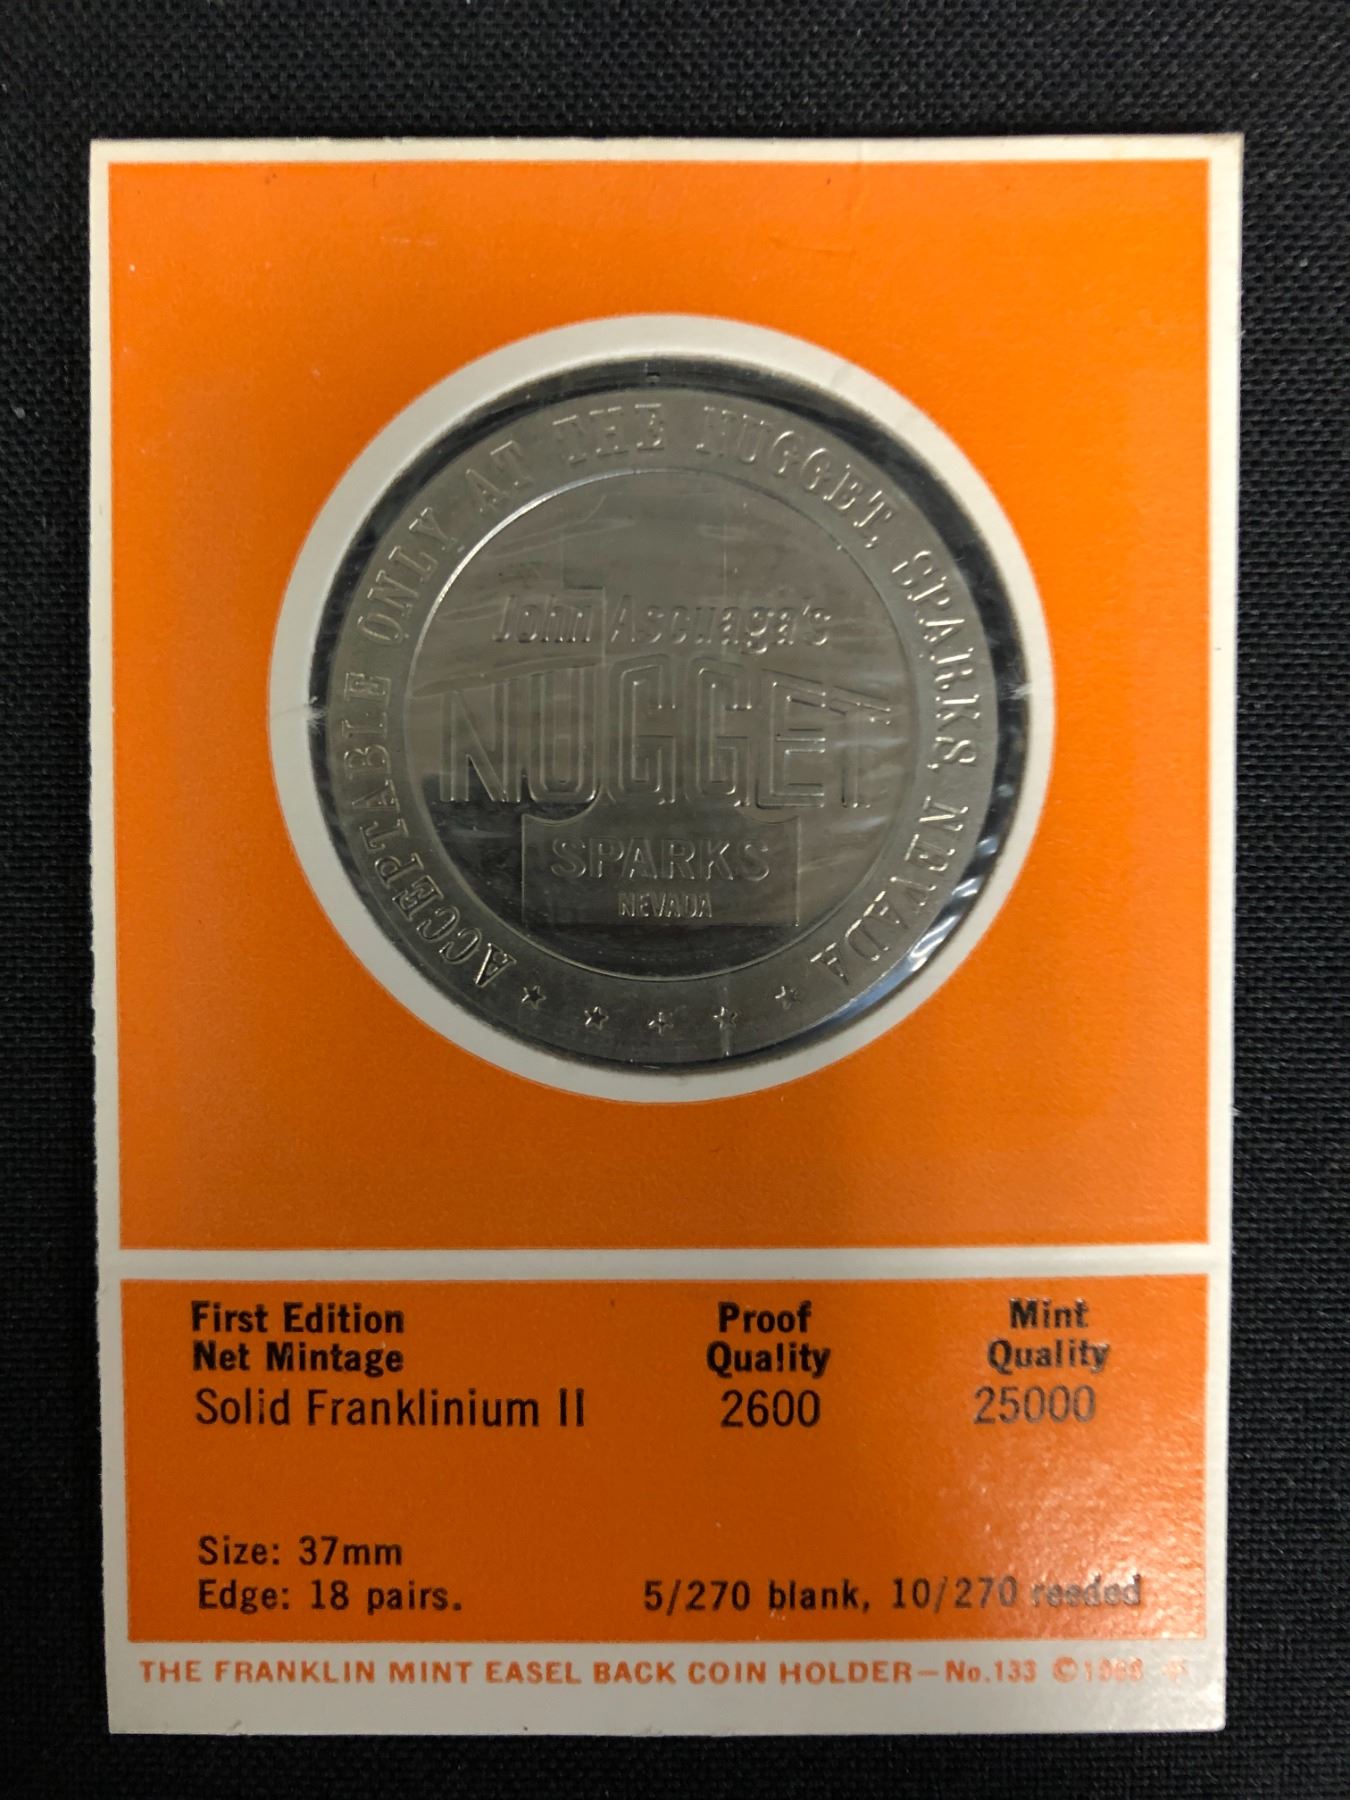 ACCEPTABLE ONLY AT THE NUGGET, SPARKS, NEVADA
John Ascuaga's
NUGGET
SPARKS
NEVADA
First Edition
Net Mintage
Solid Franklinium II
Proof
Quality
2600
Mint
Quality
25000
Size: 37mm
Edge: 18 pairs.
5/270 blank, 10/270 reeded
THE FRANKLIN MINT EASEL BACK COIN HOLDER—No.133 ©